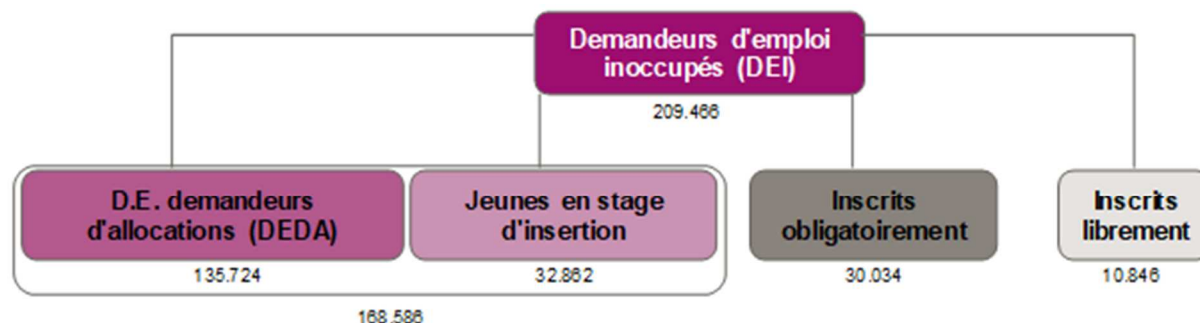 Demandeurs d'emploi
inoccupés (DEI)
209.466
D.E. demandeurs
d'allocations (DEDA)
Jeunes en stage
d'insertion
Inscrits
obligatoirement
Inscrits
librement
135.724
32.862
30.034
10.846
168.586